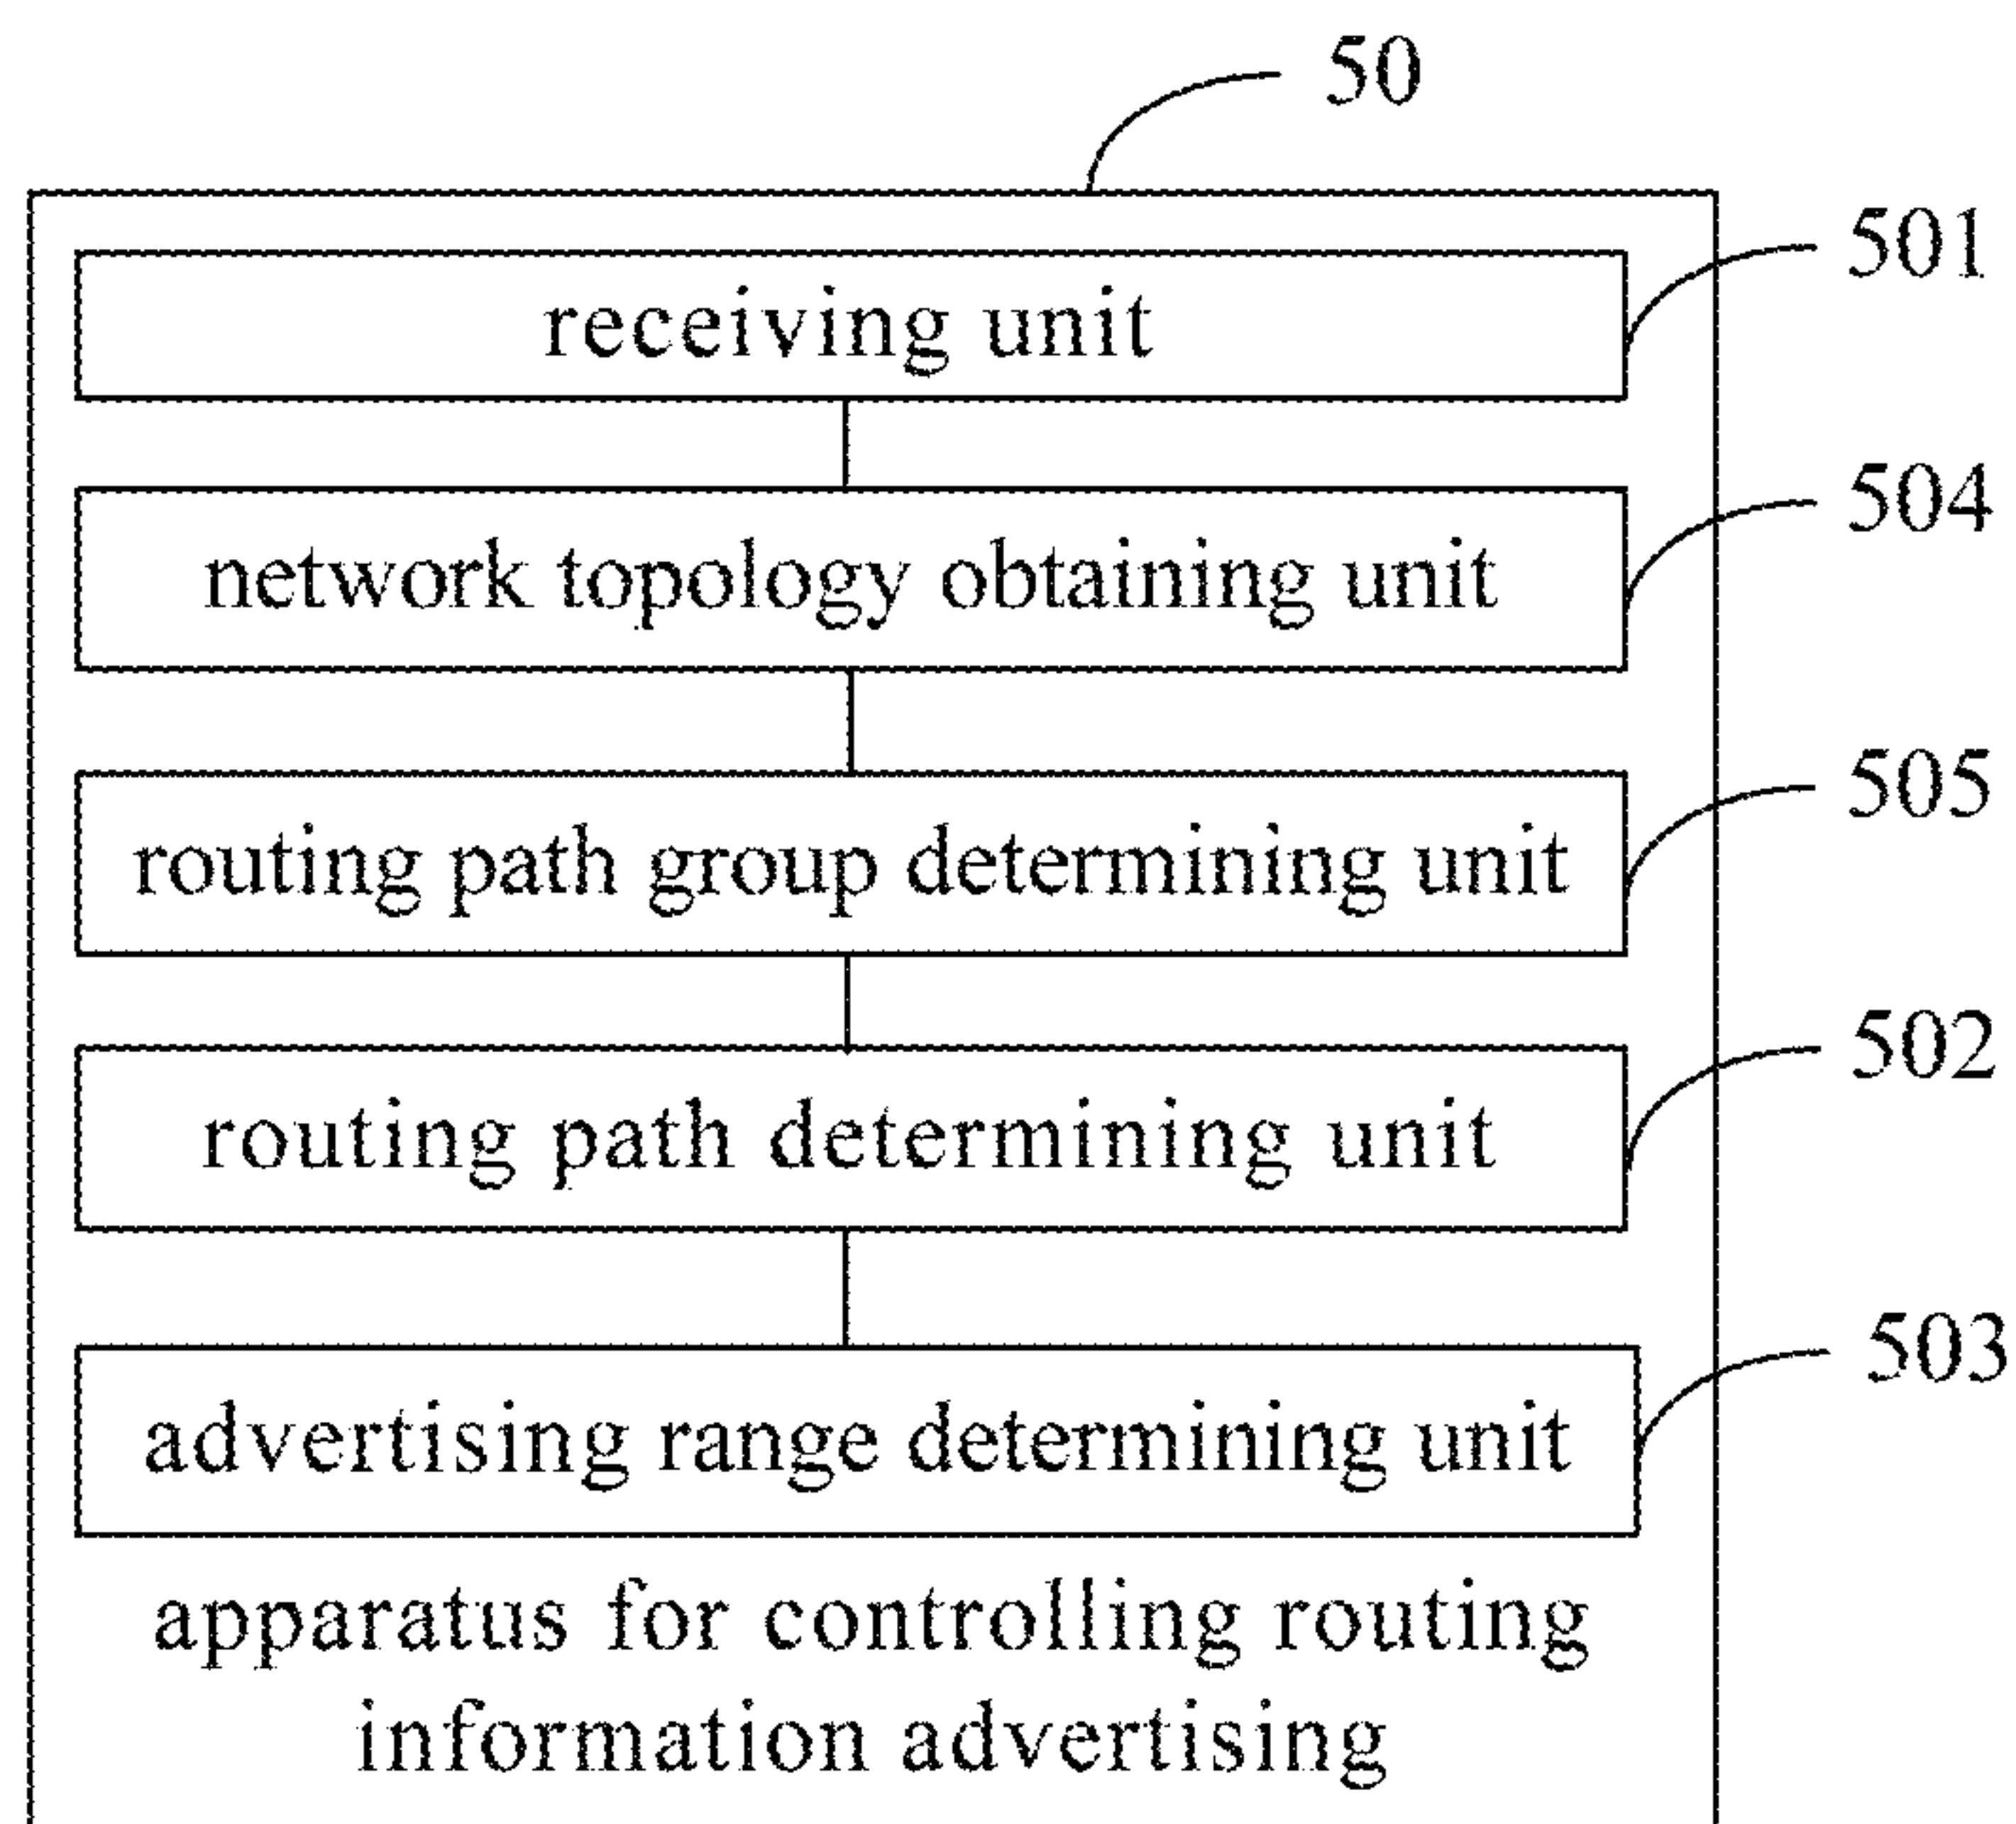 50
receiving unit
501
network topology obtaining unit
504
routing path group determining unit
505
routing path determining unit
502
advertising range determining unit
503
apparatus for controlling routing
information advertising